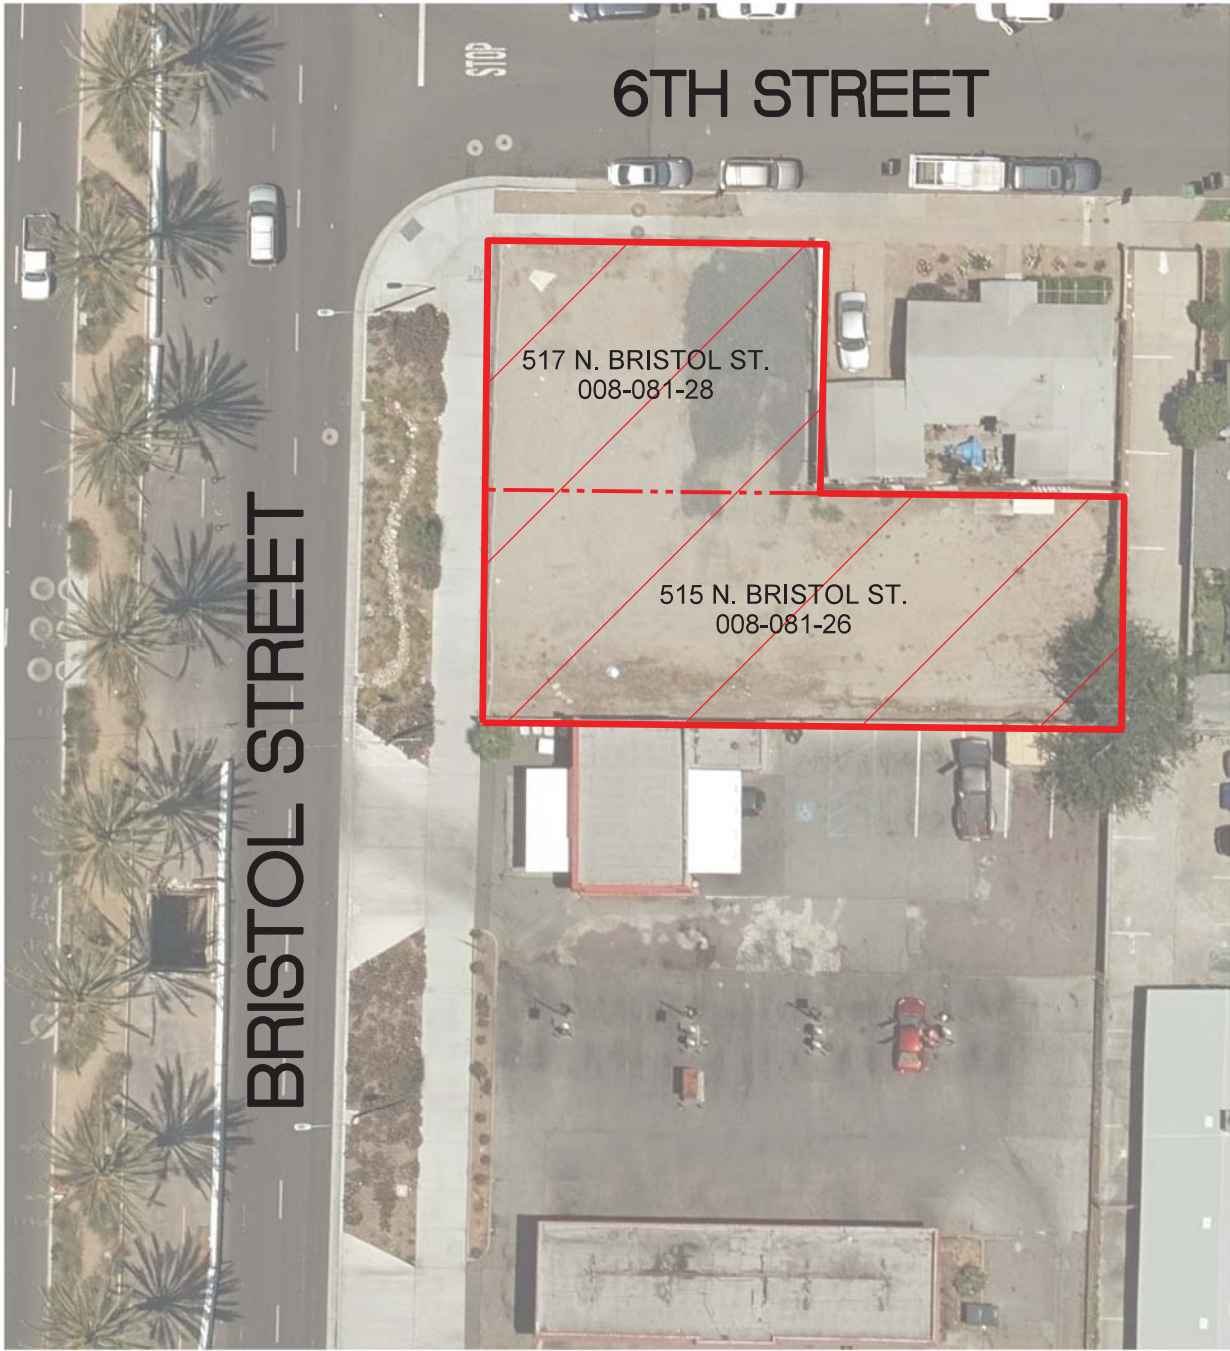 STOP
6TH STREET
517 N. BRISTOL ST.
008-081-28
515 N. BRISTOL ST.
008-081-26
BRISTOL STREET